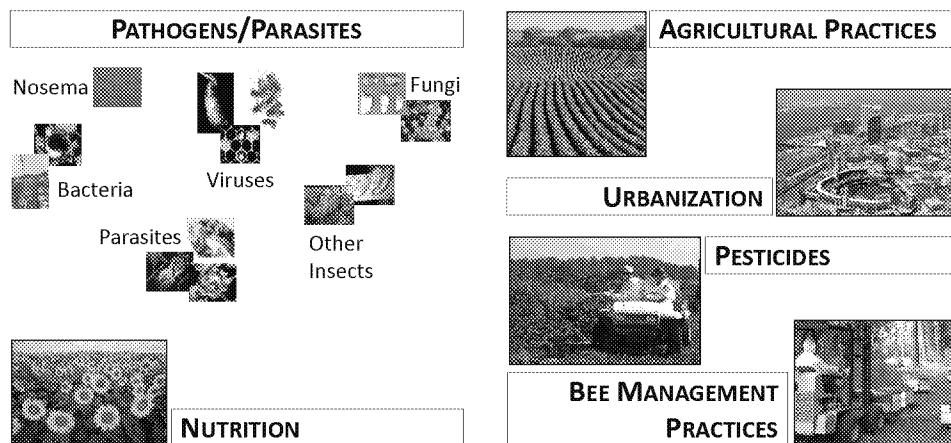 PATHOGENS/PARASITES
Nosema
Fungi
Bacteria
Viruses
Parasites
Other
Insects
NUTRITION
AGRICULTURAL PRACTICES
URBANIZATION
PESTICIDES
BEE MANAGEMENT
PRACTICES